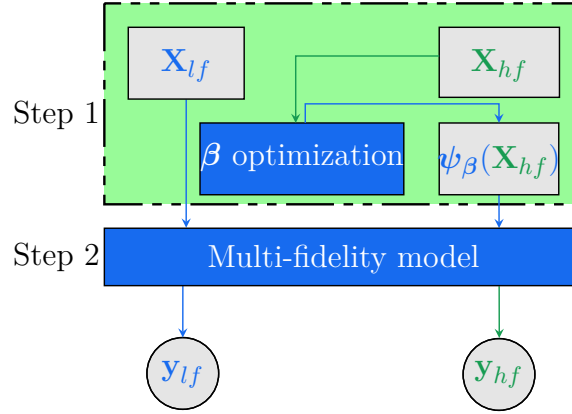 X_lf
X_hf
Step 1
β optimization
ψ_β(X_hf)
Step 2
Multi-fidelity model
y_lf
y_hf